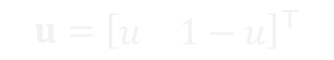 𝐮 = [𝑢  1 − 𝑢]^⊤